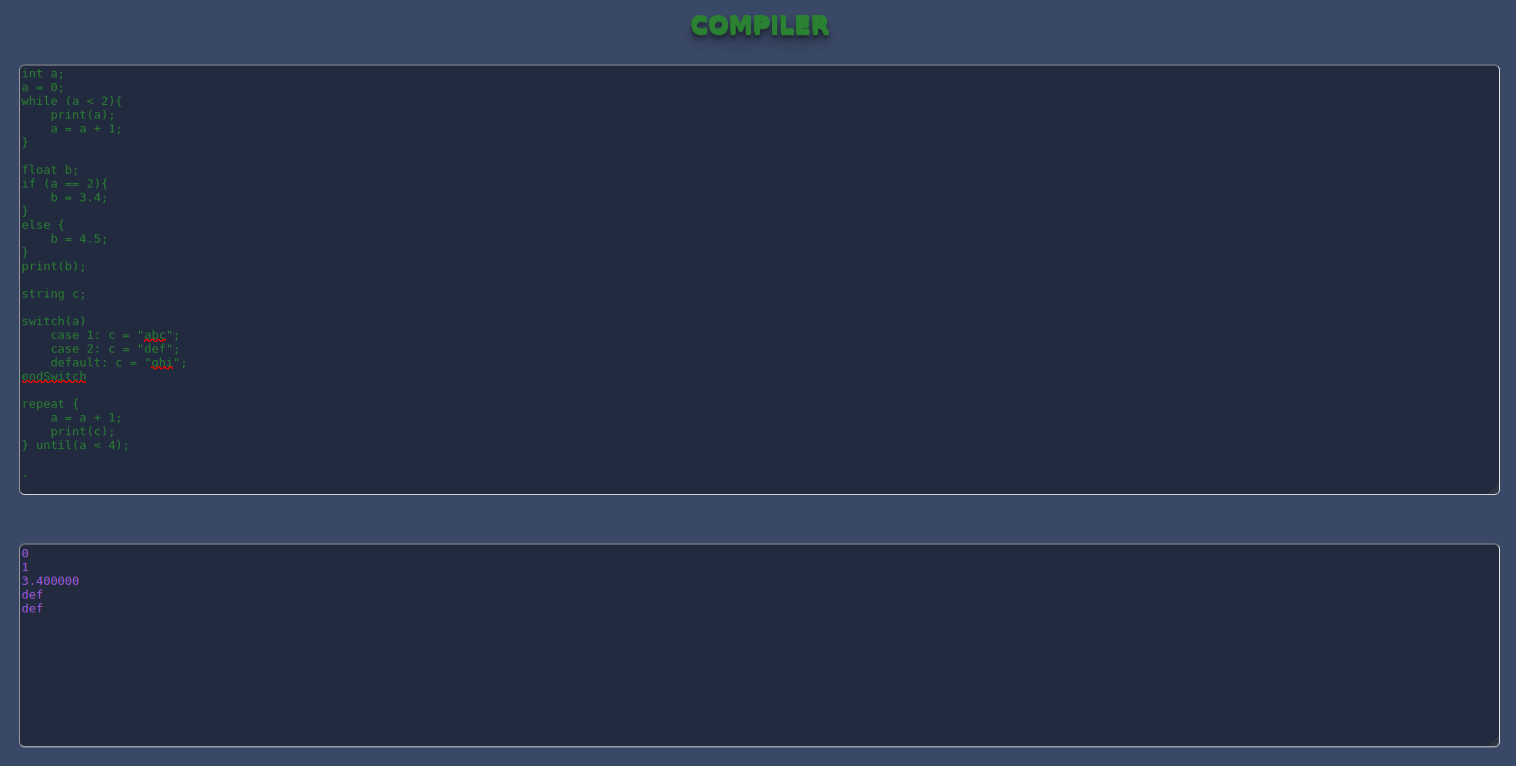 COMPILER
int a;
a = 0;
while (a < 2){
    print(a);
    a = a + 1;
}

float b;
if (a == 2){
    b = 3.4;
}
else {
    b = 4.5;
}
print(b);

string c;

switch(a)
    case 1: c = "abc";
    case 2: c = "def";
    default: c = "ghi";
endSwitch

repeat {
    a = a + 1;
    print(c);
} until(a < 4);

.
0
1
3.400000
def
def